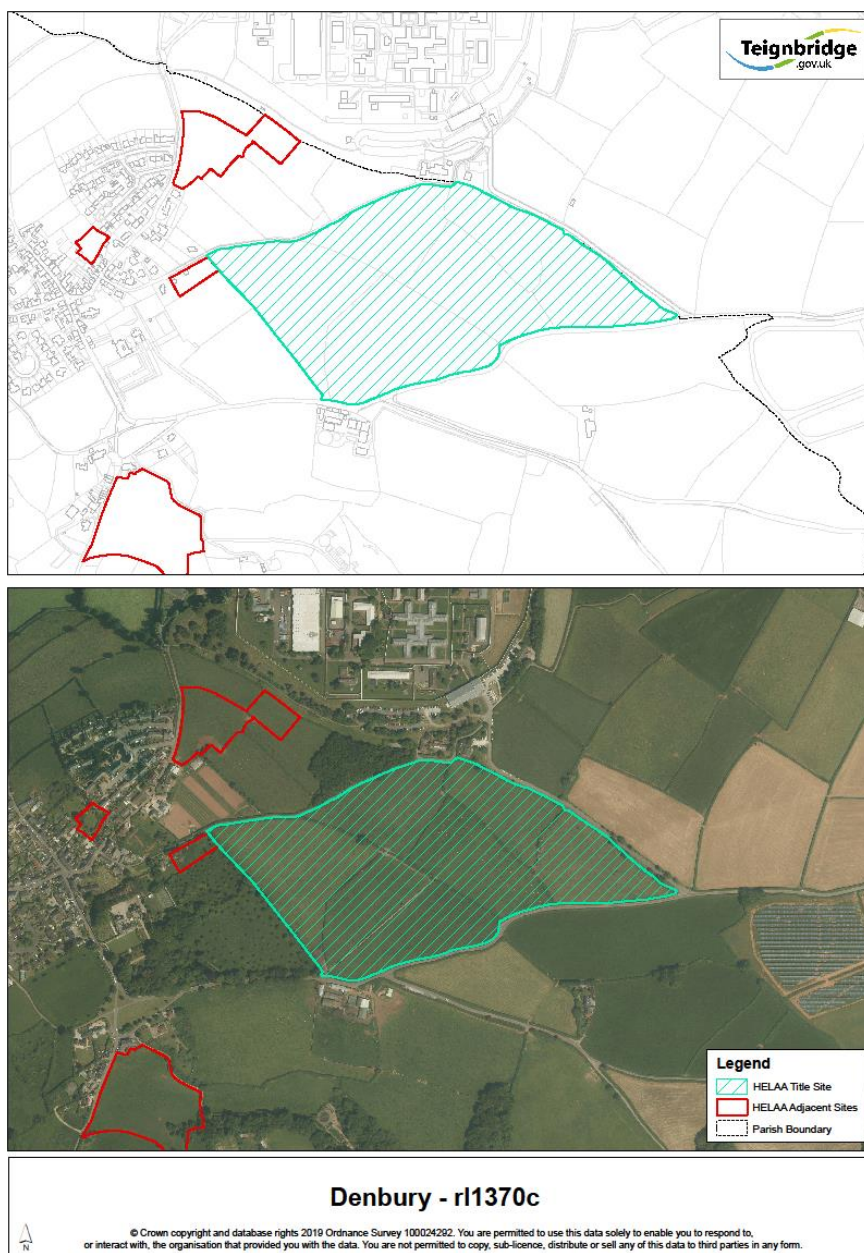 Teignbridge
.gov.uk
Legend
HELAA Title Site
HELAA Adjacent Sites
Parish Boundary
Denbury - rl1370c
© Crown copyright and database rights 2019 Ordnance Survey 100024292. You are permitted to use this data solely to enable you to respond to,
or interact with, the organisation that provided you with the data. You are not permitted to copy, sub-licence, distribute or sell any of this data to third parties in any form.
N